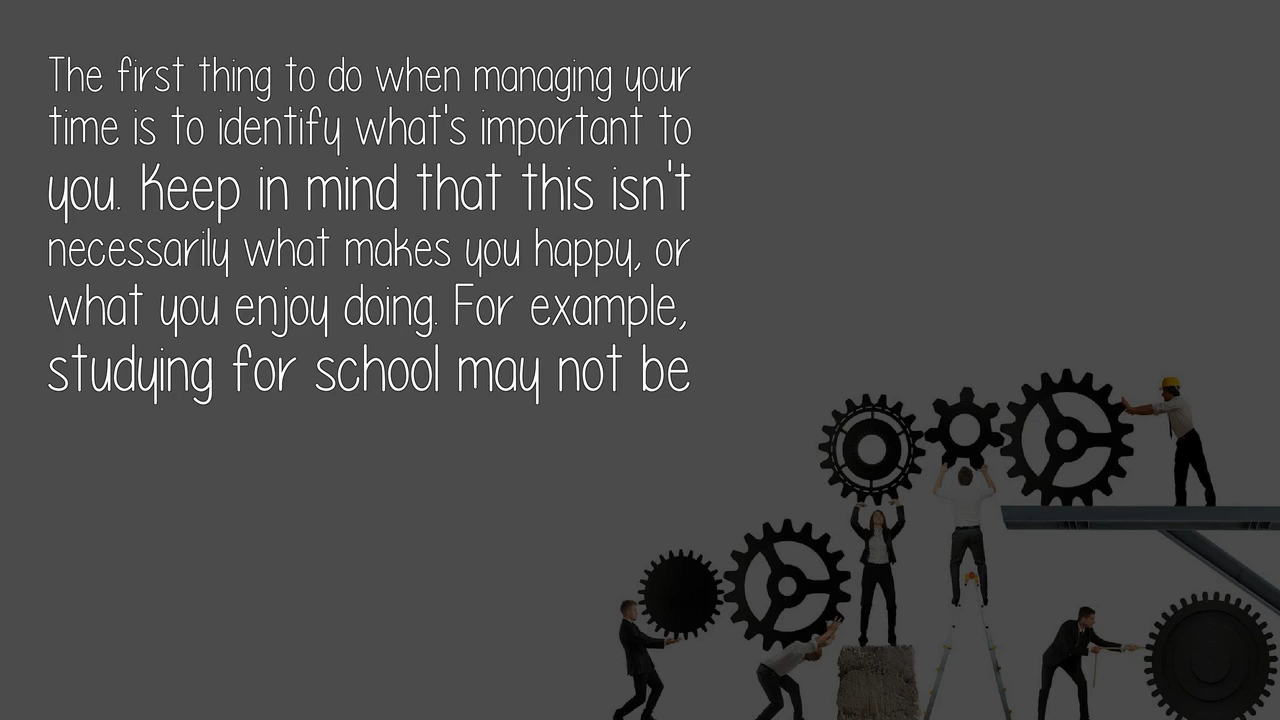 The first thing to do when managing your
time is to identify what's important to
you. Keep in mind that this isn't
necessarily what makes you happy, or
what you enjoy doing. For example,
studying for school may not be